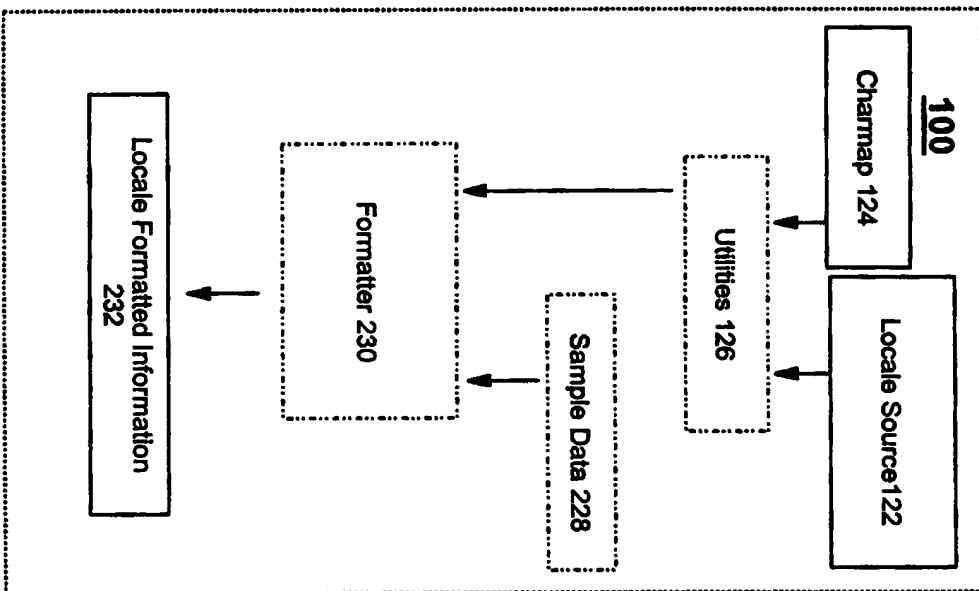 100
Charmap 124
Locale Source122
Utilities 126
Sample Data 228
Formatter 230
Locale Formatted Information
232